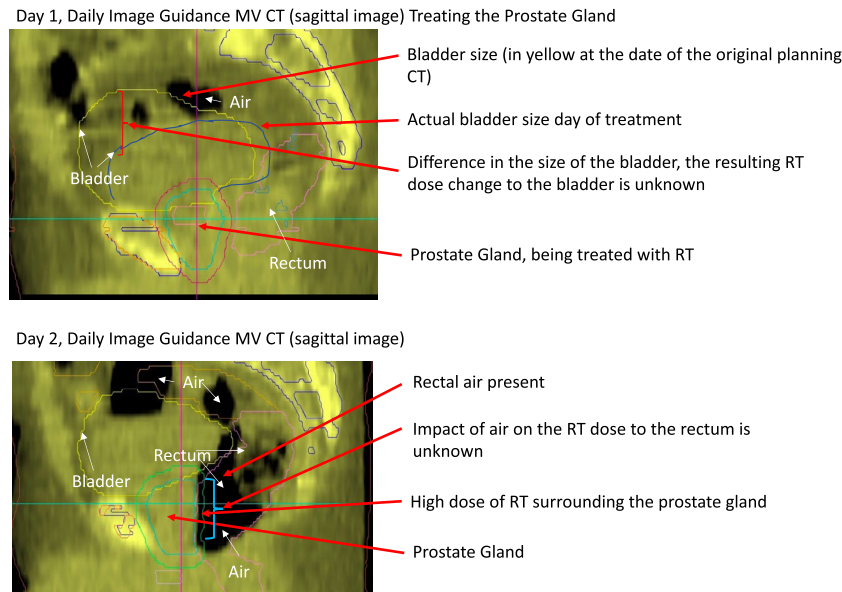 Day 1, Daily Image Guidance MV CT (sagittal image) Treating the Prostate Gland
Bladder size (in yellow at the date of the original planning
CT)
Air
Actual bladder size day of treatment
Difference in the size of the bladder, the resulting RT
dose change to the bladder is unknown
Bladder
Prostate Gland, being treated with RT
Rectum
Day 2, Daily Image Guidance MV CT (sagittal image)
Air
Rectal air present
Impact of air on the RT dose to the rectum is
unknown
Rectum
Bladder
High dose of RT surrounding the prostate gland
Prostate Gland
Air